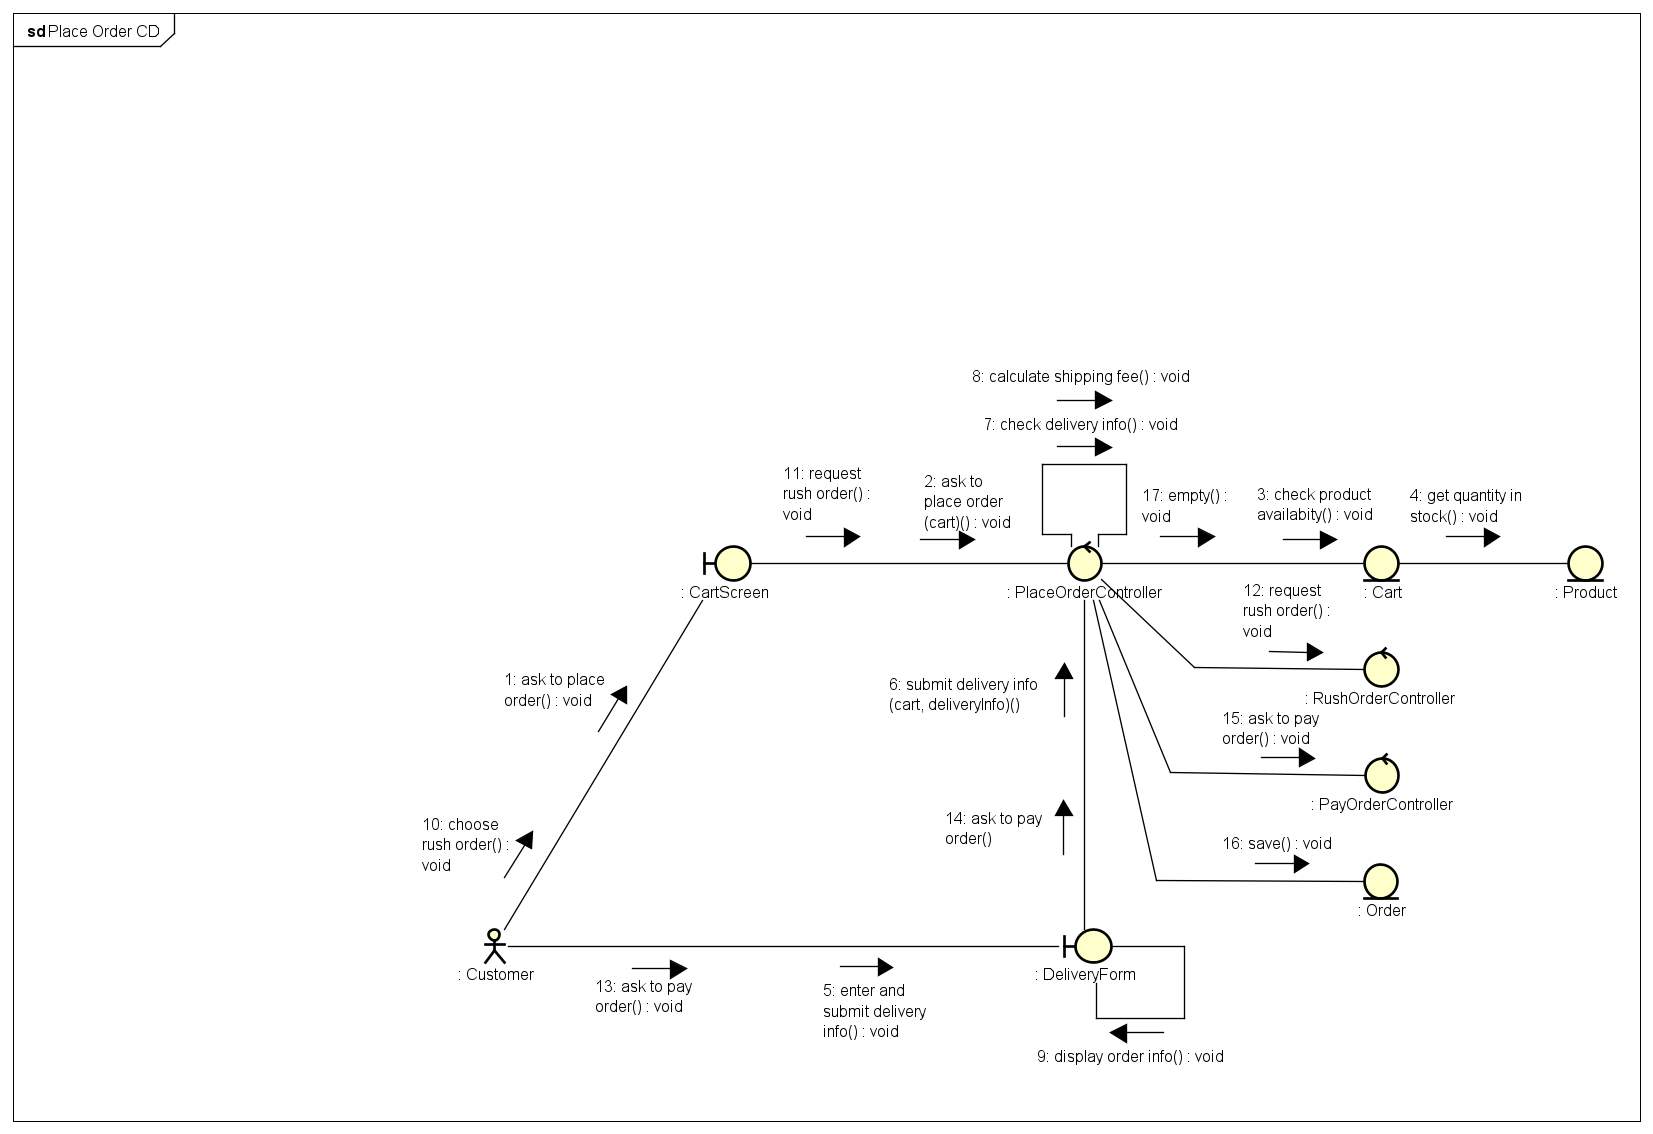 sd Place Order CD
8: calculate shipping fee() : void
7: check delivery info() : void
11: request
rush order() :
void
2: ask to
place order
(cart)() : void
17: empty() :
void
3: check product
availabity() : void
4: get quantity in
stock() : void
: CartScreen
: PlaceOrderController
: Cart
: Product
12: request
rush order() :
void
1: ask to place
order() : void
6: submit delivery info
(cart, deliveryInfo)()
: RushOrderController
15: ask to pay
order() : void
: PayOrderController
10: choose
rush order() :
void
14: ask to pay
order()
16: save() : void
: Order
: Customer
: DeliveryForm
13: ask to pay
order() : void
5: enter and
submit delivery
info() : void
9: display order info() : void